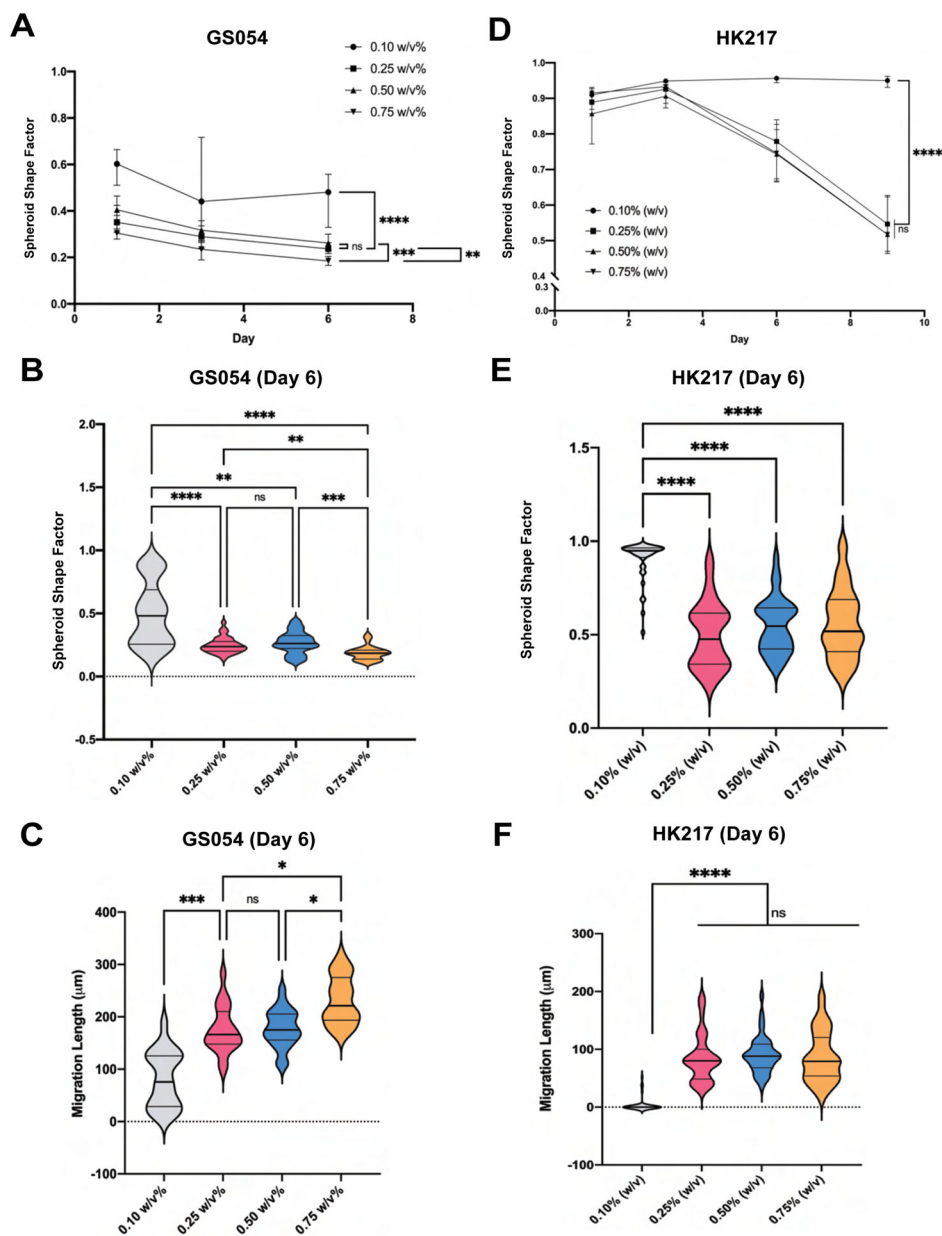 A
GS054
0.10 w/v%
0.25 w/v%
0.50 w/v%
0.75 w/v%
Spheroid Shape Factor
1.0
0.8
0.6
0.4
0.2
0.0
****
ns
***
**
0 2 4 6 8
Day
D
HK217
Spheroid Shape Factor
1.0
0.9
0.8
0.7
0.6
0.5
0.4
0.3
0.0
****
ns
0.10% (w/v)
0.25% (w/v)
0.50% (w/v)
0.75% (w/v)
0 2 4 6 8 10
Day
B
GS054 (Day 6)
Spheroid Shape Factor
2.0
1.5
1.0
0.5
0.0
-0.5
****
**
**
**** ns ***
0.10 w/v% 0.25 w/v% 0.50 w/v% 0.75 w/v%
E
HK217 (Day 6)
Spheroid Shape Factor
1.5
1.0
0.5
0.0
****
****
****
0.10% (w/v) 0.25% (w/v) 0.50% (w/v) 0.75% (w/v)
C
GS054 (Day 6)
Migration Length (μm)
400
300
200
100
0
-100
*
*** ns *
0.10 w/v% 0.25 w/v% 0.50 w/v% 0.75 w/v%
F
HK217 (Day 6)
Migration Length (μm)
300
200
100
0
-100
****
ns
0.10% (w/v) 0.25% (w/v) 0.50% (w/v) 0.75% (w/v)